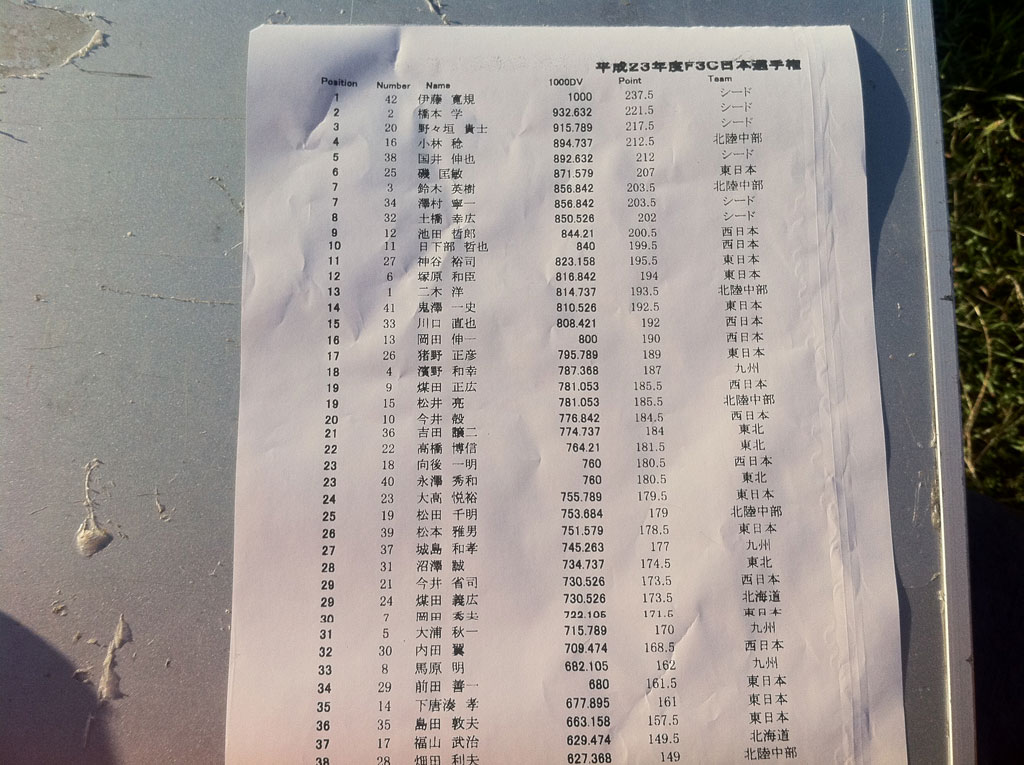 平成23年度F3C日本選手権
Position Number Name 1000DV Point Team
1 42 伊藤 寛規 1000 237.5 シード
2 2 橋本 学 932.632 221.5 シード
3 20 野々垣 貴士 915.789 217.5 シード
4 16 小林 稔 894.737 212.5 北陸中部
5 38 国井 伸也 892.632 212 シード
6 25 磯 匡敏 871.579 207 東日本
7 3 鈴木 英樹 856.842 203.5 北陸中部
7 34 澤村 寧一 856.842 203.5 シード
8 32 土橋 幸広 850.526 202 シード
9 12 池田 哲郎 844.21 200.5 西日本
10 11 日下部 哲也 840 199.5 西日本
11 27 神谷 裕司 823.158 195.5 東日本
12 6 塚原 和臣 816.842 194 東日本
13 1 二木 洋 814.737 193.5 北陸中部
14 41 鬼澤 一史 810.526 192.5 東日本
15 33 川口 直也 808.421 192 西日本
16 13 岡田 伸一 800 190 西日本
17 26 猪野 正彦 795.789 189 東日本
18 4 濱野 和幸 787.368 187 九州
19 9 煤田 正広 781.053 185.5 西日本
19 15 松井 亮 781.053 185.5 北陸中部
20 10 今井 毅 776.842 184.5 西日本
21 36 吉田 譲二 774.737 184 東北
22 22 高橋 博信 764.21 181.5 東北
23 18 向後 一明 760 180.5 西日本
23 40 永澤 秀和 760 180.5 東北
24 23 大高 悦裕 755.789 179.5 東日本
25 19 松田 千明 753.684 179 北陸中部
26 39 松本 雅男 751.579 178.5 東日本
27 37 城島 和孝 745.263 177 九州
28 31 沼澤 誠 734.737 174.5 東北
29 21 今井 省司 730.526 173.5 西日本
29 24 煤田 義広 730.526 173.5 北海道
30 7 岡田 秀夫 722.105 171.5 東日本
31 5 大浦 秋一 715.789 170 九州
32 30 内田 翼 709.474 168.5 西日本
33 8 馬原 明 682.105 162 九州
34 29 前田 善一 680 161.5 東日本
35 14 下唐湊 孝 677.895 161 東日本
36 35 島田 敦夫 663.158 157.5 東日本
37 17 福山 武治 629.474 149.5 北海道
38 28 畑田 利夫 627.368 149 北陸中部